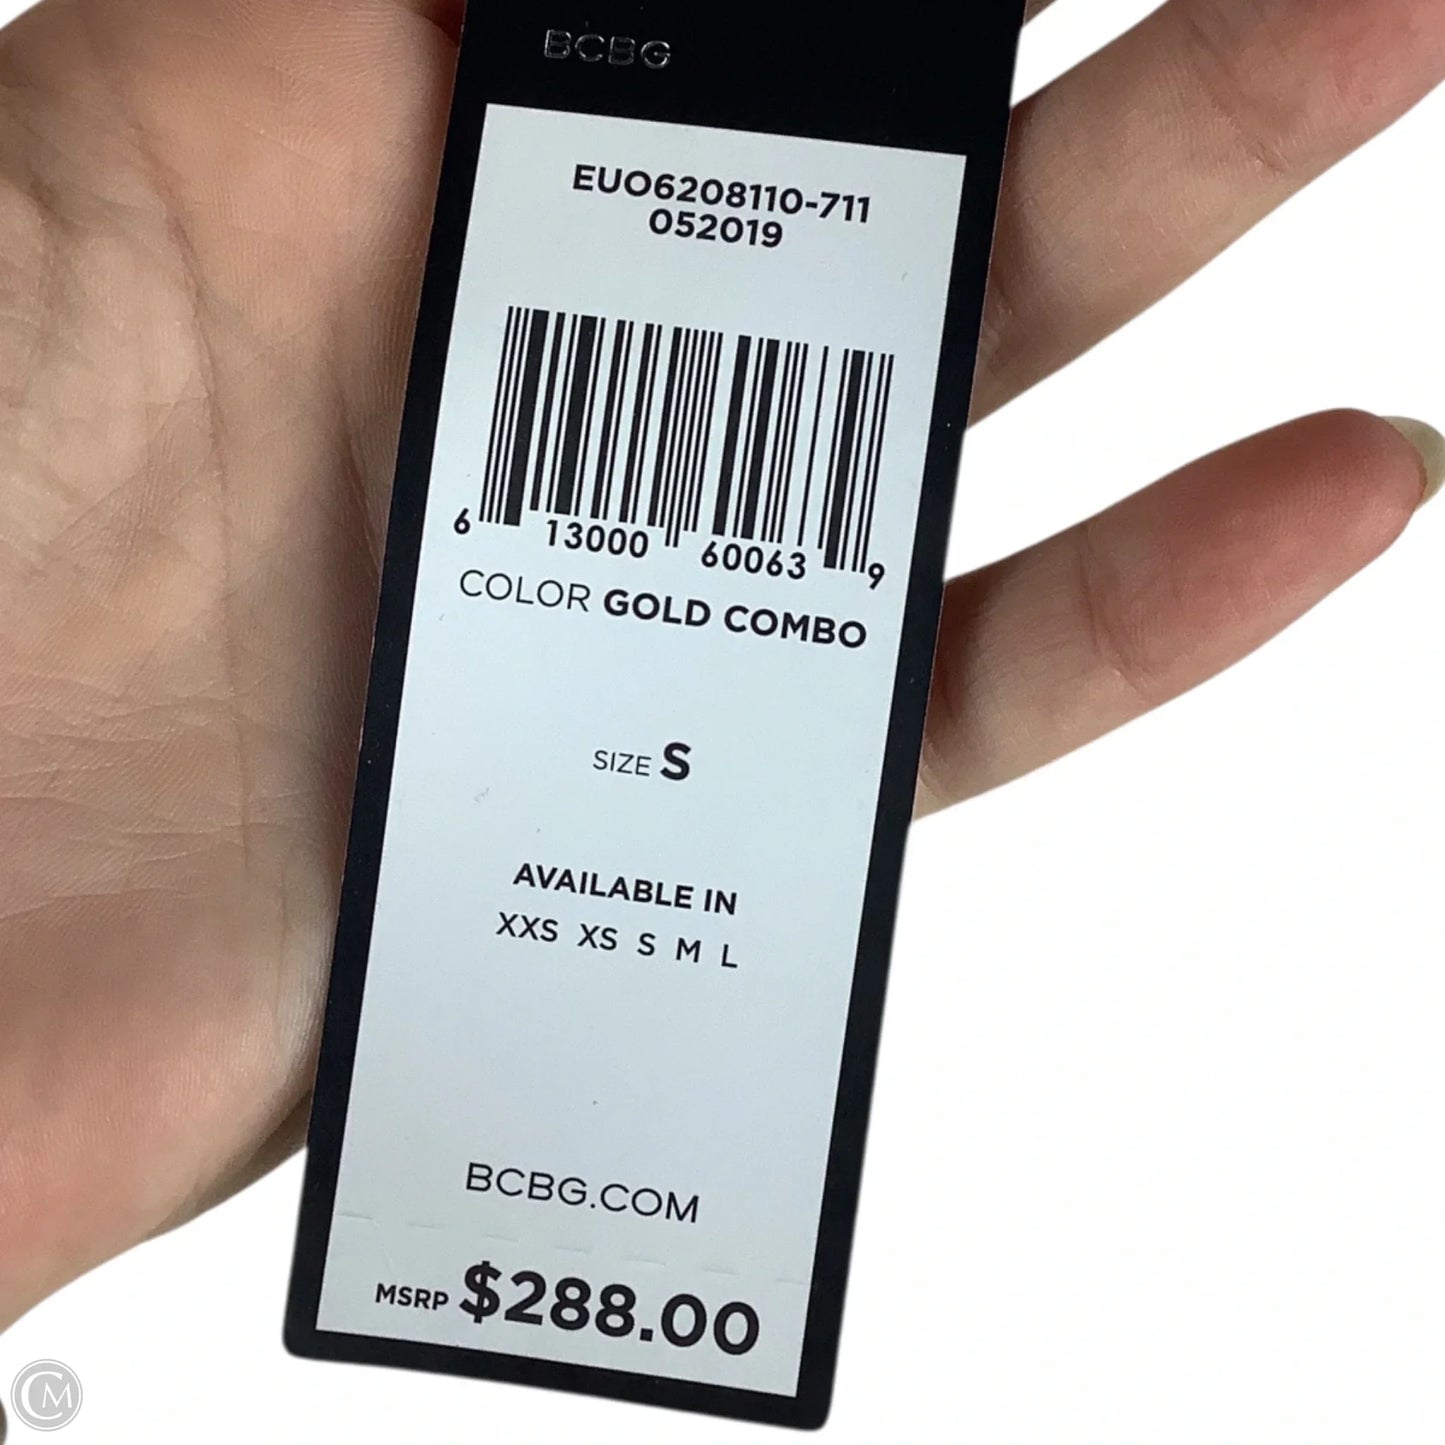 BCBG
EUO6208110-711
052019
6 13000 60063 9
COLOR GOLD COMBO
SIZE S
AVAILABLE IN
XXS XS S M L
BCBG.COM
MSRP $288.00
CM